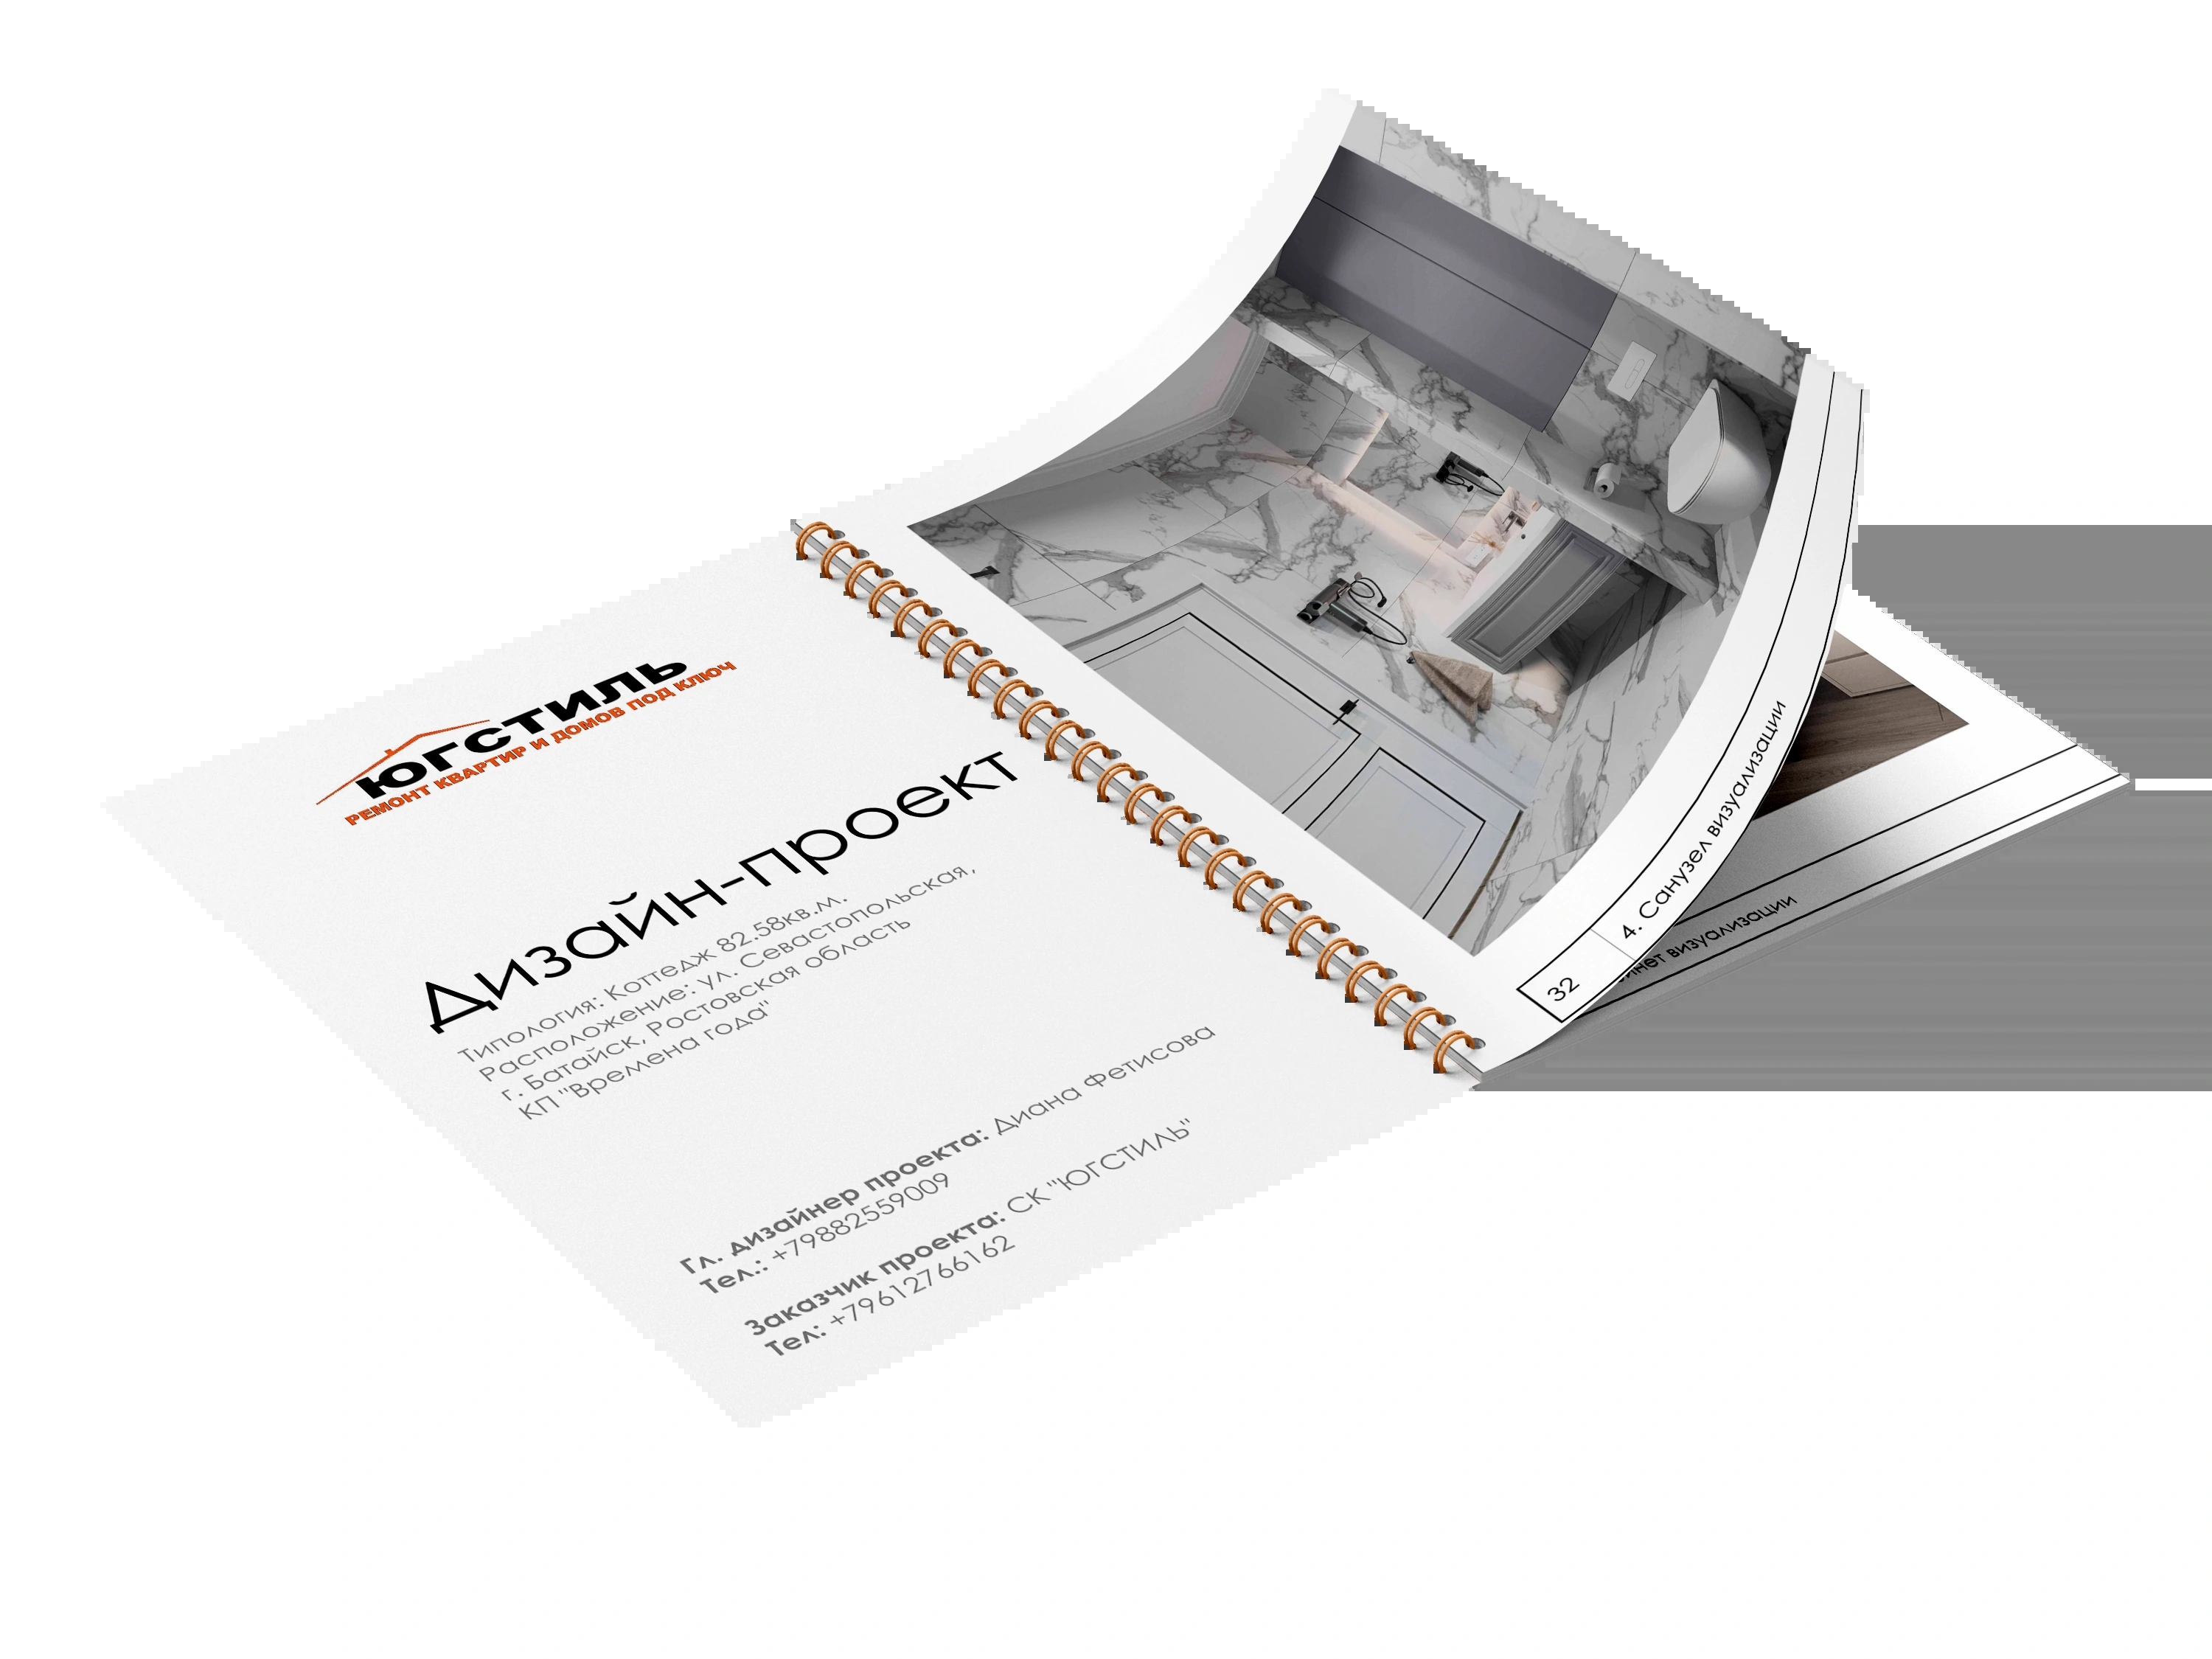 ЮГСТИЛЬ
РЕМОНТ КВАРТИР И ДОМОВ ПОД КЛЮЧ
Дизайн-проект
Типология: Коттедж 82.58кв.м.
Расположение: ул. Севастопольская,
г. Батайск, Ростовская область
КП "Времена года"
Гл. дизайнер проекта: Диана Фетисова
Тел.: +79882559009
Заказчик проекта: СК "ЮГСТИЛЬ"
Тел: +79612766162
32
4. Санузел визуализации
визуализации